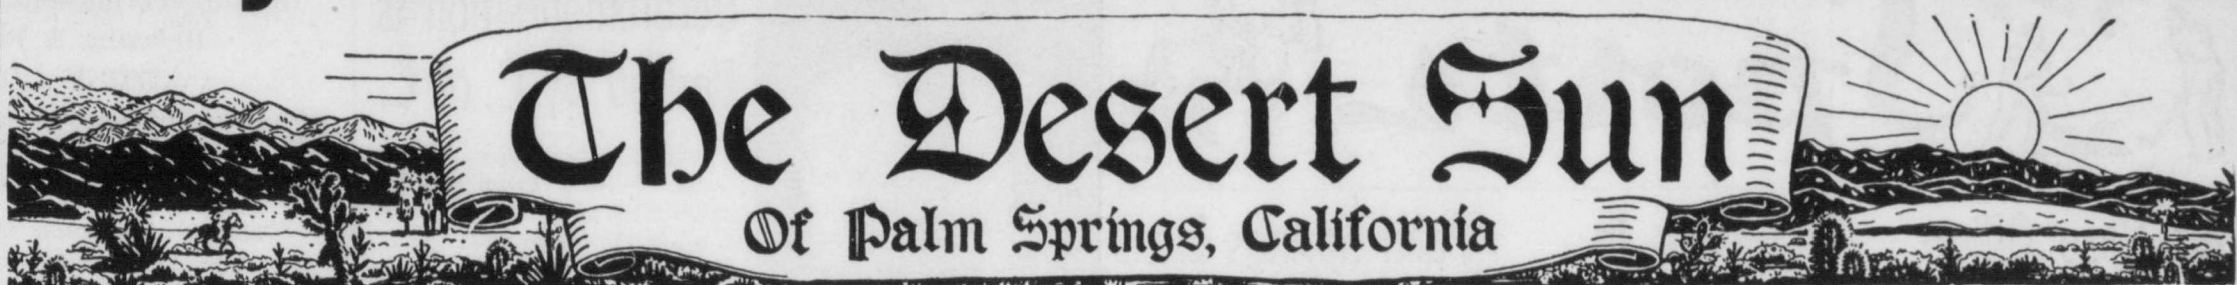 The Desert Sun
Of Palm Springs, California